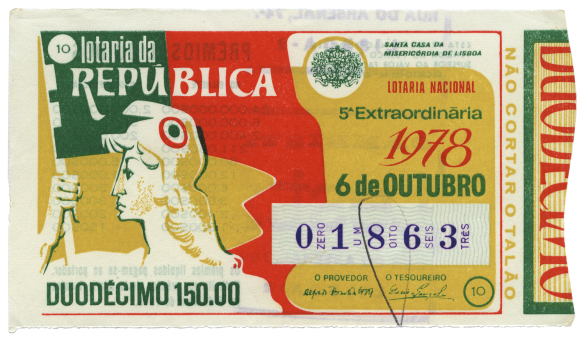 10
lotaria da
REPÚBLICA
SANTA CASA DA
MISERICÓRDIA DE LISBOA
LOTARIA NACIONAL
5ª Extraordinária
1978
6 de OUTUBRO
0 1 8 6 3
ZERO UM OITO SEIS TRÊS
O PROVEDOR O TESOUREIRO
10
DUODÉCIMO 150.00
NÃO CORTAR O TALÃO
DUODÉCIMO